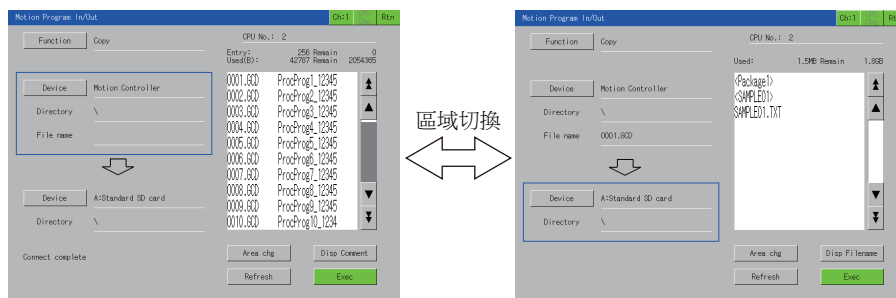 Motion Program In/Out Ch:1 Rtn
Function Copy
CPU No.: 2
Entry: 256 Remain 0
Used(B): 42787 Remain 2054365
Device Motion Controller
Directory \
File name
0001.GCD ProcProg1_12345
0002.GCD ProcProg2_12345
0003.GCD ProcProg3_12345
0004.GCD ProcProg4_12345
0005.GCD ProcProg5_12345
0006.GCD ProcProg6_12345
0007.GCD ProcProg7_12345
0008.GCD ProcProg8_12345
0009.GCD ProcProg9_12345
0010.GCD ProcProg10_1234
Device A:Standard SD card
Directory \
Connect complete
Area chg Disp Comment
Refresh Exec
區域切換
Motion Program In/Out Ch:1
Function Copy
CPU No.: 2
Used: 1.5MB Remain 1.8GB
Device Motion Controller
Directory \
File name 0001.GCD
<Package1>
<SAMPLE01>
SAMPLE01.TXT
Device A:Standard SD card
Directory \
Area chg Disp Filename
Refresh Exec